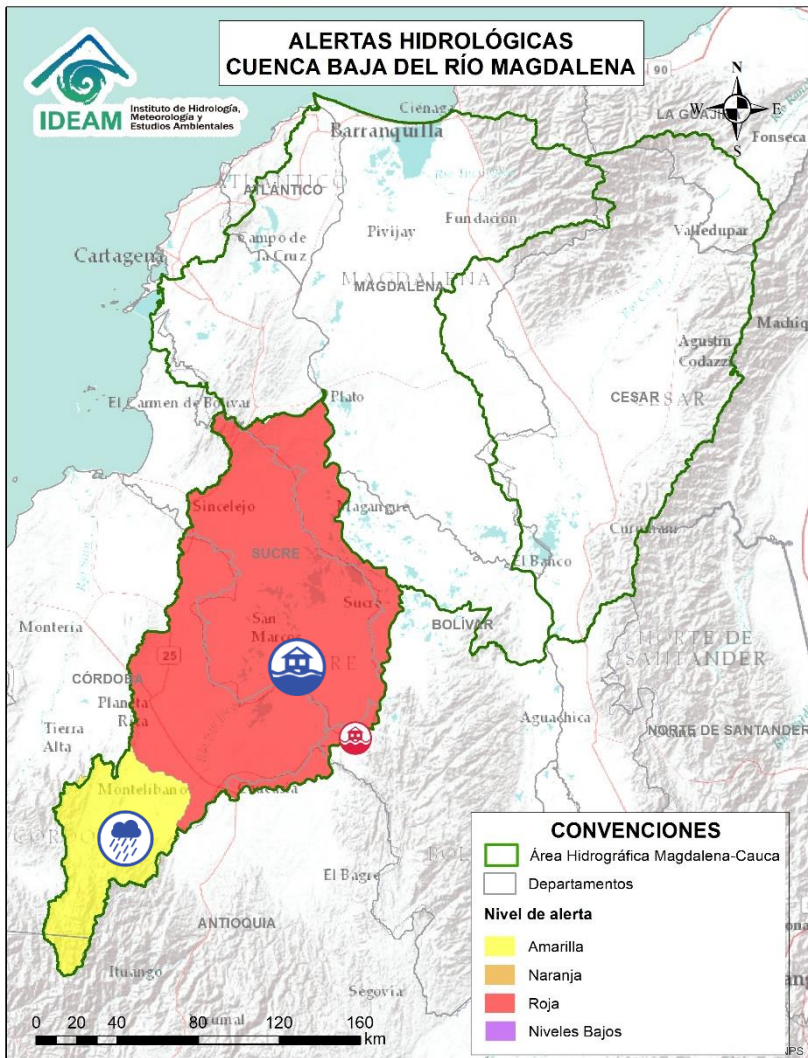 ALERTAS HIDROLÓGICAS
CUENCA BAJA DEL RÍO MAGDALENA
IDEAM
Instituto de Hidrología,
Meteorología y
Estudios Ambientales
N
W
E
S
90
LA GUAJIRA
Fonseca
Ciénaga
Barranquilla
ATLÁNTICO
Pivijay
Fundación
Valledupar
Campo de
la Cruz
Cartagena
MAGDALENA
MAGDALENA
Agustín
Codazzi
CESAR
CESAR
El Carmen de Bolívar
Plato
Sincelejo
Magangué
SUCRE
El Banco
Sucre
San
Marcos
BOLÍVAR
Montería
25
CÓRDOBA
Planeta
Rica
Tierra
Alta
NORTE DE
SANTANDER
Aguachica
NORTE DE SANTANDER
Montelíbano
Caucasia
El Bagre
ANTIOQUIA
Ituango
Segovia
0 20 40 80 120 160
km
CONVENCIONES
Área Hidrográfica Magdalena-Cauca
Departamentos
Nivel de alerta
Amarilla
Naranja
Roja
Niveles Bajos